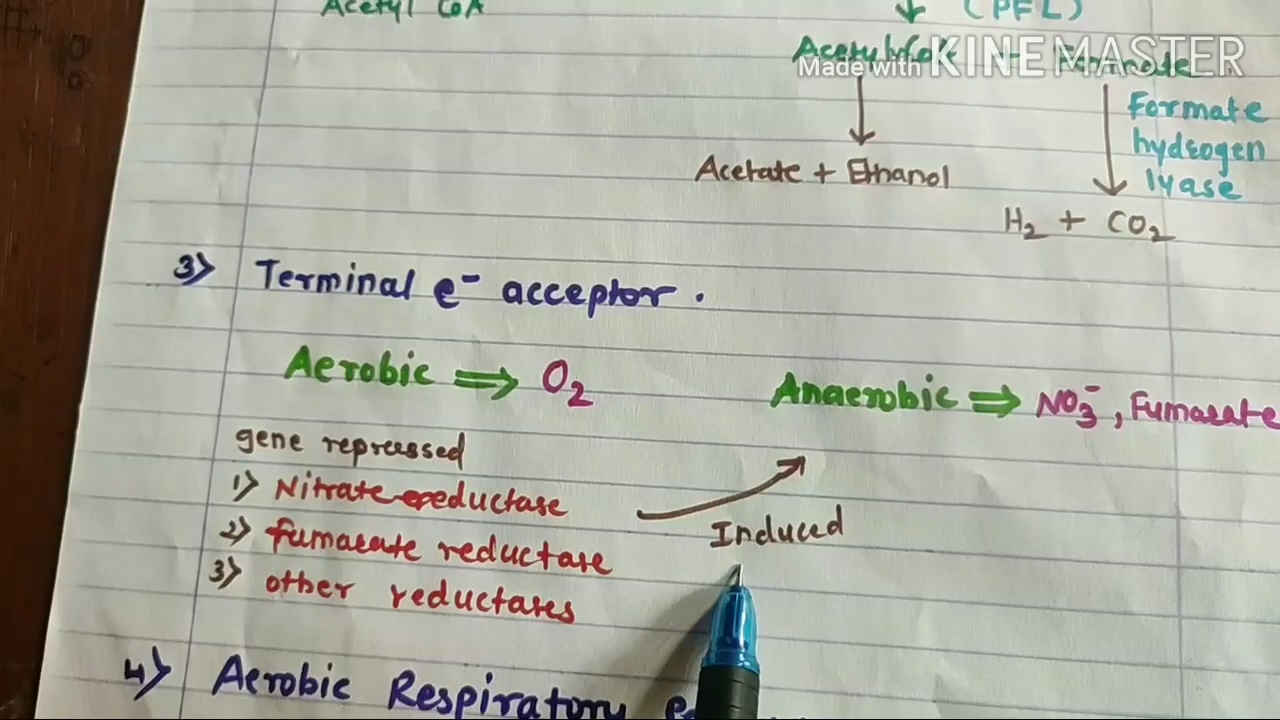 Acetyl CoA
(PFL)
Made with KINEMASTER
Formate
hydrogen
lyase
Acetate + Ethanol
H2 + CO2
3) Terminal e- acceptor.
Aerobic ⇒ O2
Anaerobic ⇒ NO3-, Fumarate
gene repressed
1) Nitrate reductase
2) fumarate reductase
3) other reductases
Induced
4) Aerobic Respiratory